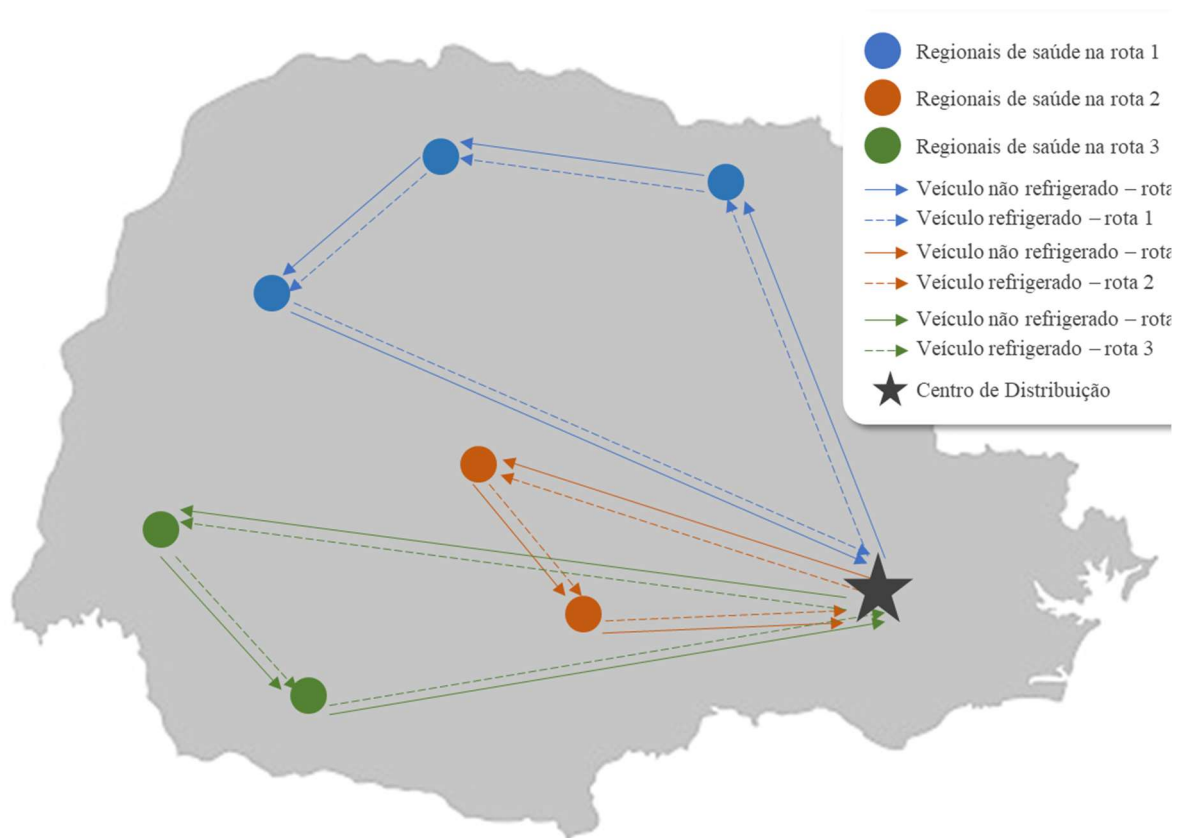 Regionais de saúde na rota 1
Regionais de saúde na rota 2
Regionais de saúde na rota 3
Veículo não refrigerado – rota
Veículo refrigerado – rota 1
Veículo não refrigerado – rota
Veículo refrigerado – rota 2
Veículo não refrigerado – rota
Veículo refrigerado – rota 3
Centro de Distribuição